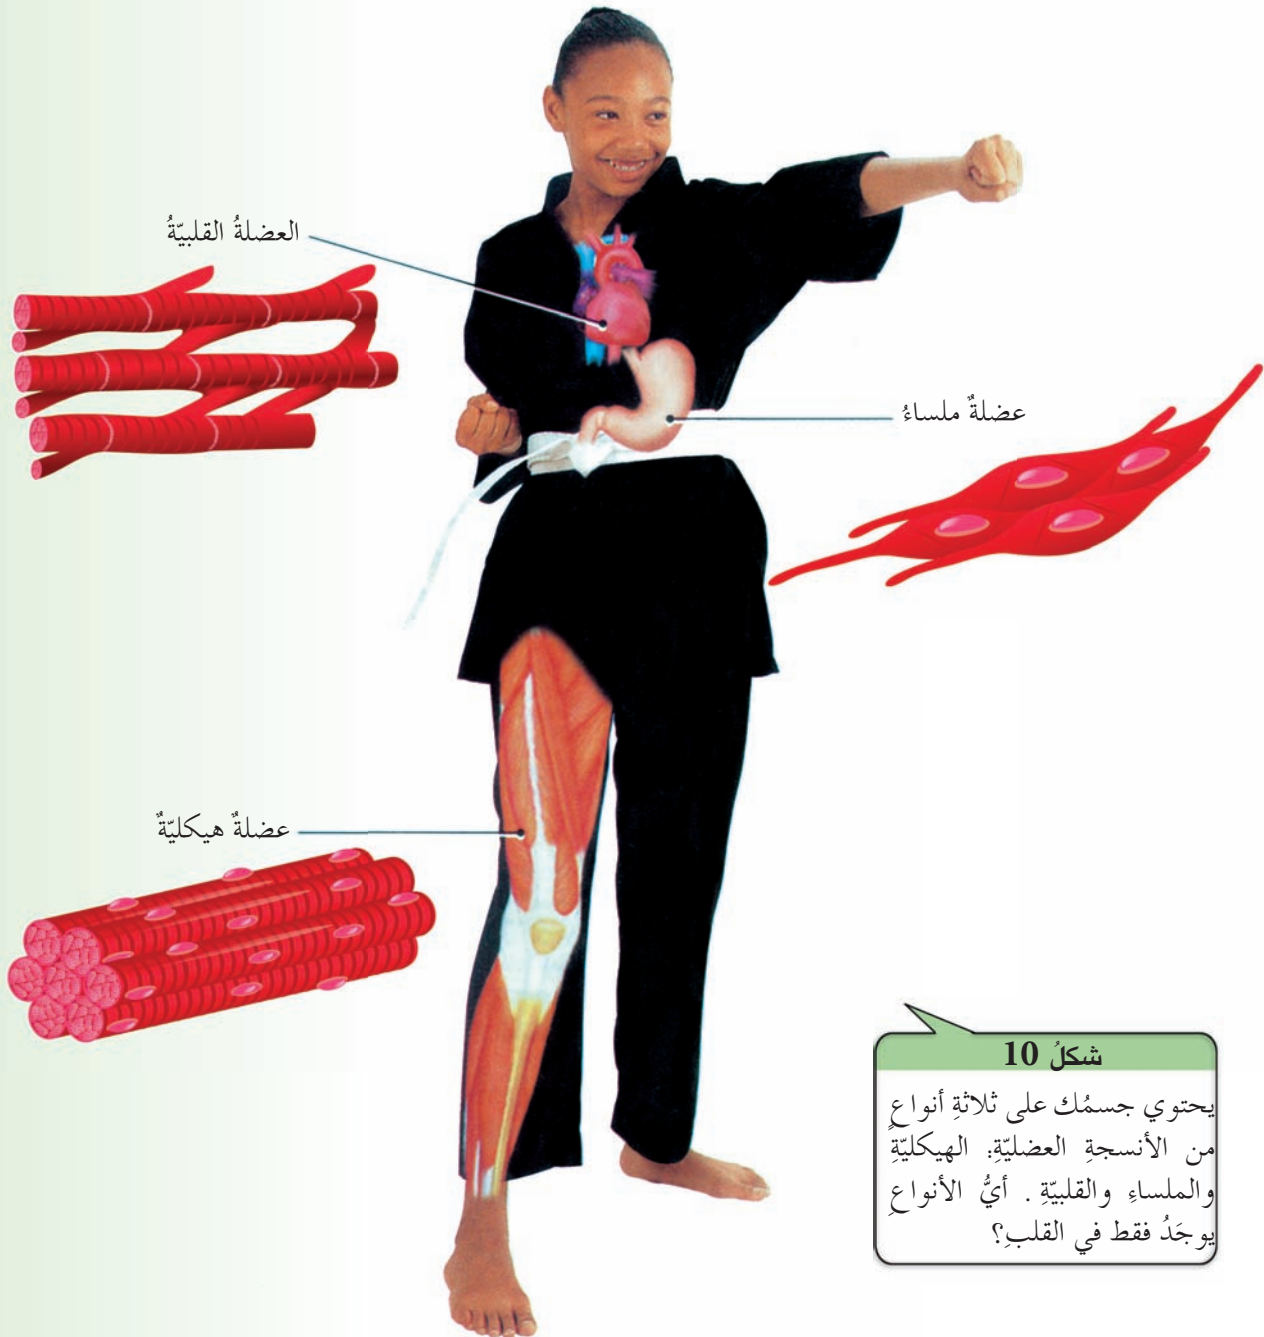 العضلةُ القلبيّةُ
عضلةٌ ملساءُ
عضلةٌ هيكليّةٌ
شكلُ 10
يحتوي جسمُك على ثلاثةِ أنواعٍ
من الأنسجةِ العضليّةِ: الهيكليّةِ
والملساءِ والقلبيّةِ. أيُّ الأنواعِ
يوجَدُ فقط في القلبِ؟